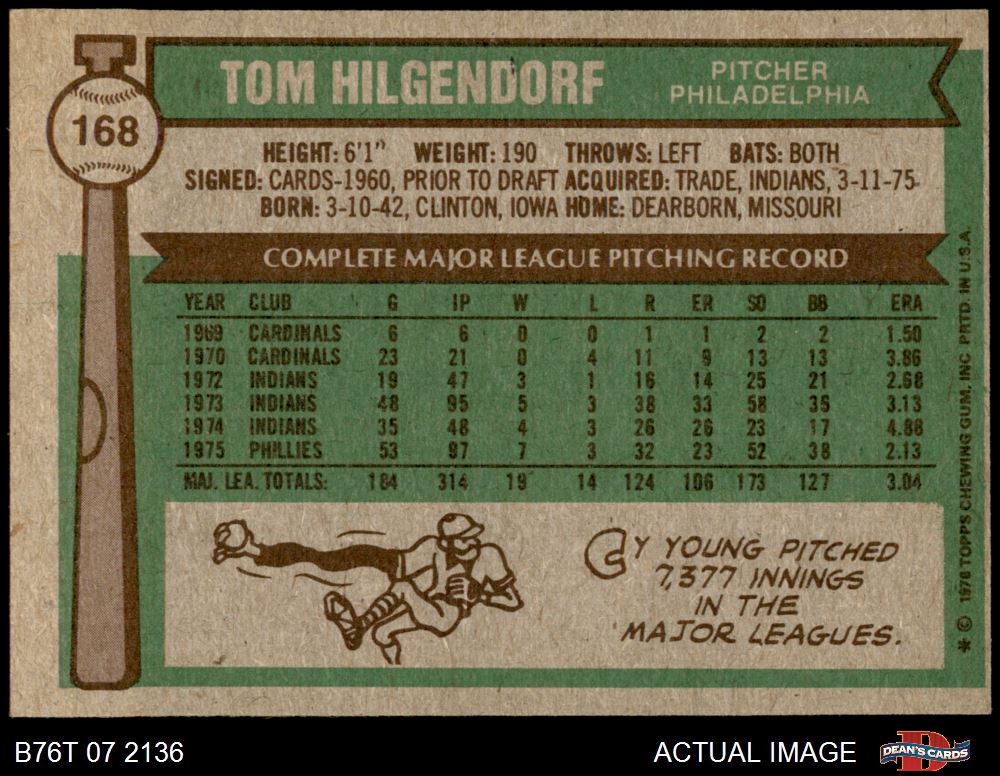 TOM HILGENDORF
PITCHER
PHILADELPHIA
168
HEIGHT: 6'1" WEIGHT: 190 THROWS: LEFT BATS: BOTH
SIGNED: CARDS-1960, PRIOR TO DRAFT ACQUIRED: TRADE, INDIANS, 3-11-75
BORN: 3-10-42, CLINTON, IOWA HOME: DEARBORN, MISSOURI
COMPLETE MAJOR LEAGUE PITCHING RECORD
YEAR CLUB G IP W L R ER SO BB ERA
1969 CARDINALS 6 6 0 0 1 1 2 2 1.50
1970 CARDINALS 23 21 0 4 11 9 13 13 3.86
1972 INDIANS 19 47 3 1 16 14 25 21 2.68
1973 INDIANS 48 95 5 3 38 33 58 36 3.13
1974 INDIANS 35 48 4 3 26 26 23 17 4.88
1975 PHILLIES 53 97 7 3 32 23 52 38 2.13
MAJ. LEA. TOTALS: 184 314 19 14 124 106 173 127 3.04
CY YOUNG PITCHED
7,377 INNINGS
IN THE
MAJOR LEAGUES.
* © 1976 TOPPS CHEWING GUM, INC. PRTD. IN U.S.A.
B76T 07 2136
ACTUAL IMAGE
DEAN'S CARDS